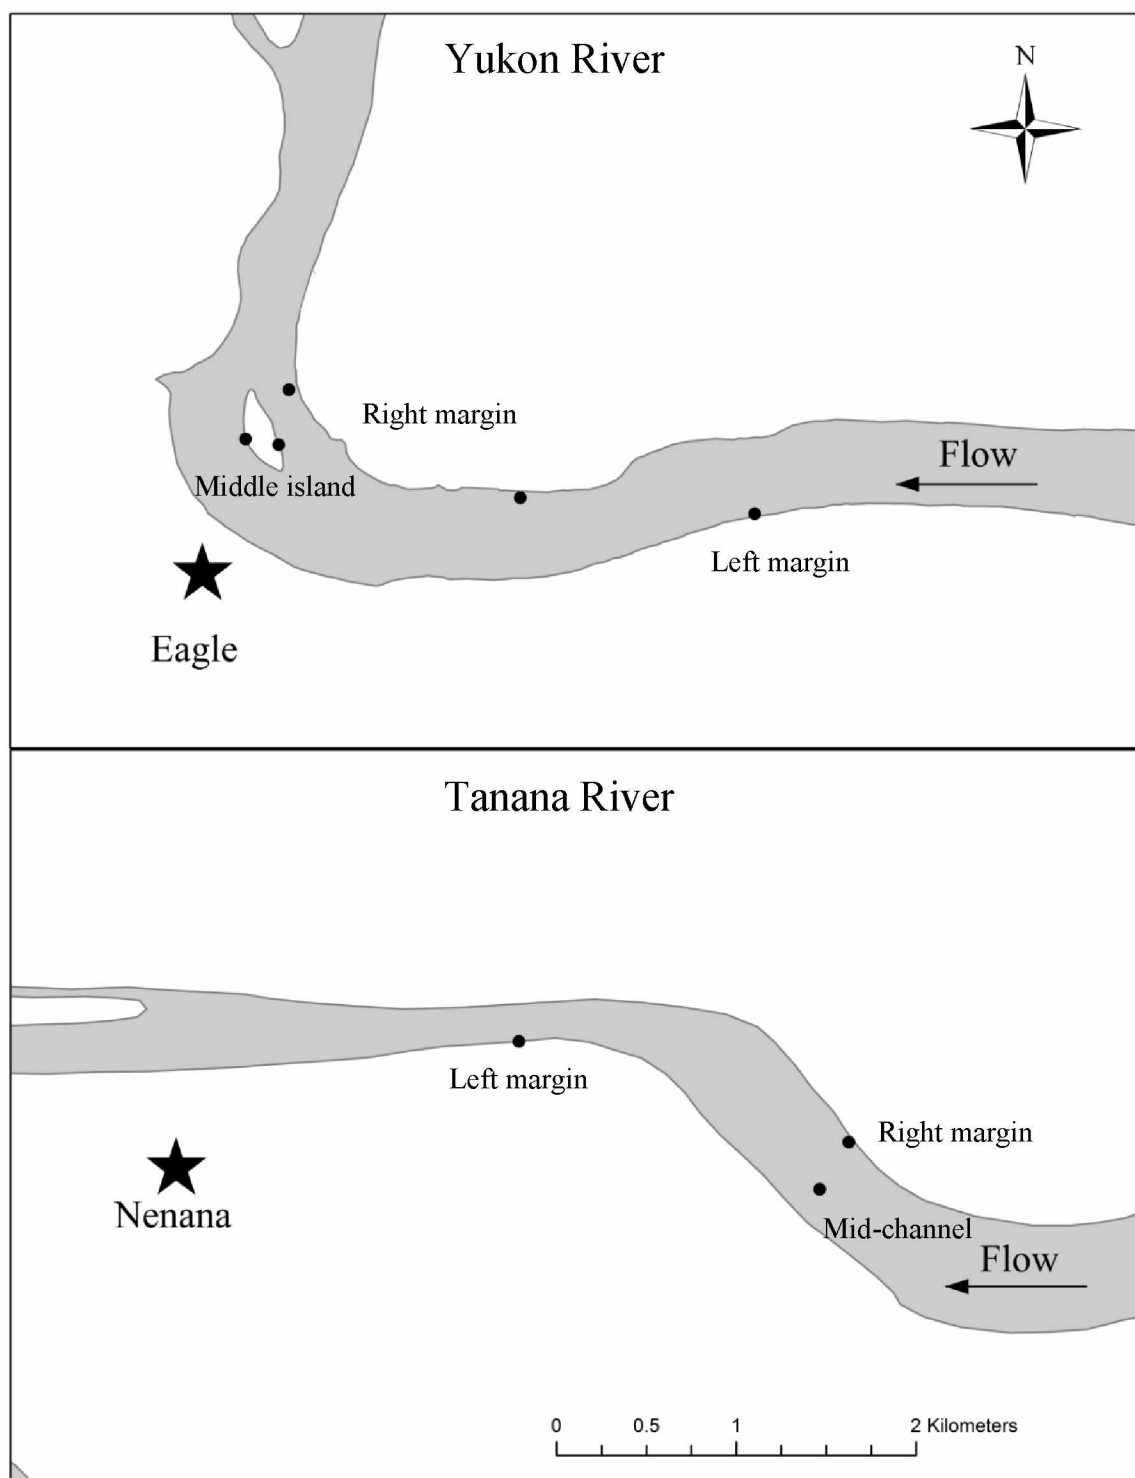 Yukon River
N
Right margin
Flow
Middle island
Left margin
Eagle
Tanana River
Left margin
Right margin
Nenana
Mid-channel
Flow
0 0.5 1 2 Kilometers